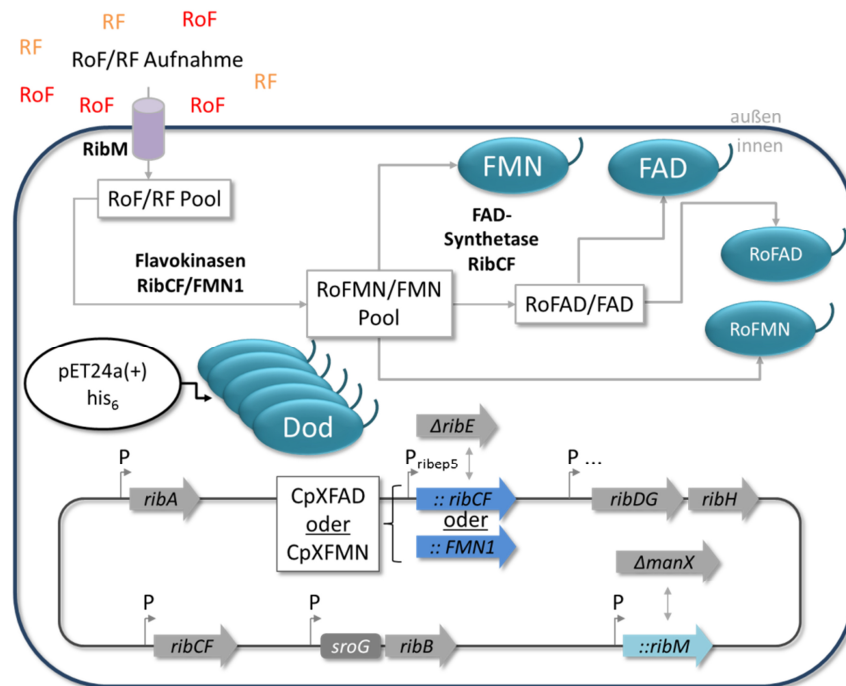 RF
RoF
RF
RoF/RF Aufnahme
RF
RoF
RoF
RoF
außen
innen
RibM
RoF/RF Pool
FMN
FAD
FAD-
Synthetase
RibCF
RoFAD
Flavokinasen
RibCF/FMN1
RoFMN/FMN
Pool
RoFAD/FAD
RoFMN
pET24a(+)
his6
Dod
ΔribE
P
Pribep5
P ...
ribA
CpXFAD
oder
CpXFMN
:: ribCF
oder
:: FMN1
ribDG
ribH
ΔmanX
P
P
P
ribCF
sroG
ribB
::ribM